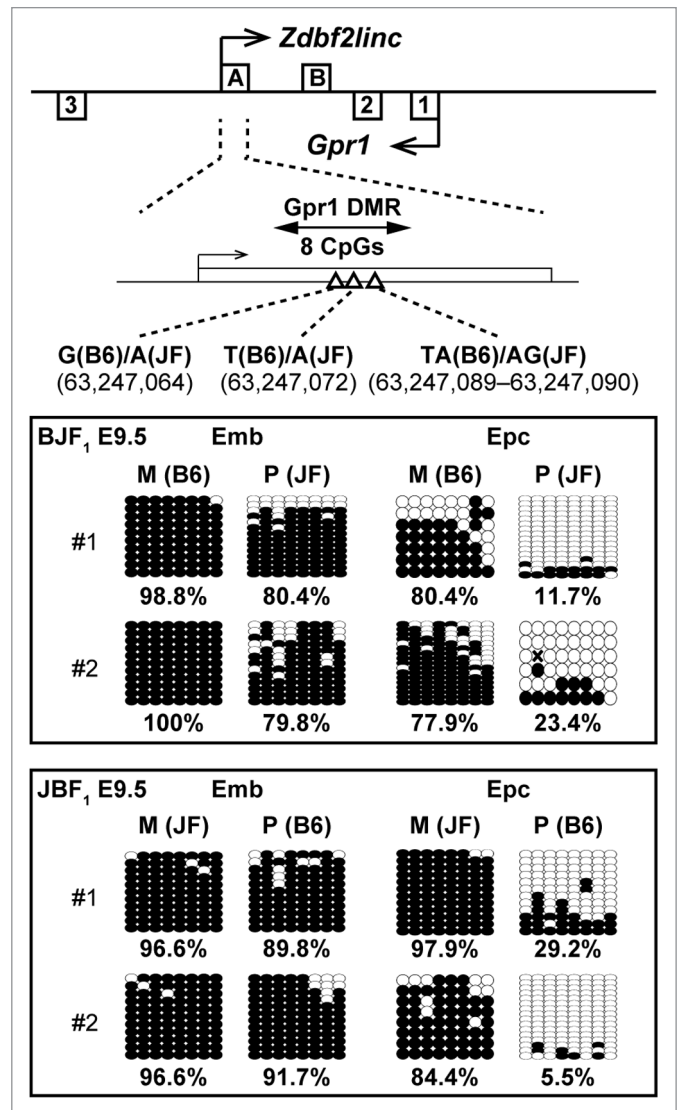 Zdbf2linc
A B
3 2 1
Gpr1
Gpr1 DMR
8 CpGs
G(B6)/A(JF) T(B6)/A(JF) TA(B6)/AG(JF)
(63,247,064) (63,247,072) (63,247,089–63,247,090)
BJF₁ E9.5 Emb Epc
M (B6) P (JF) M (B6) P (JF)
#1
98.8% 80.4% 80.4% 11.7%
#2
x
100% 79.8% 77.9% 23.4%
JBF₁ E9.5 Emb Epc
M (JF) P (B6) M (JF) P (B6)
#1
96.6% 89.8% 97.9% 29.2%
#2
96.6% 91.7% 84.4% 5.5%